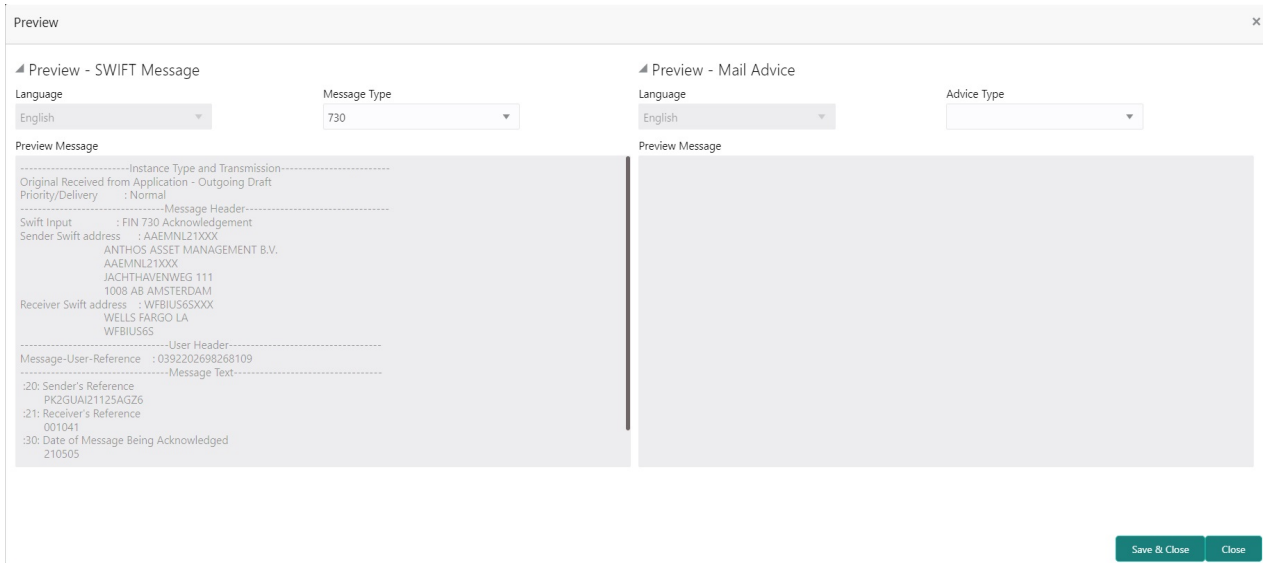 Preview
×
Preview - SWIFT Message
Language
Message Type
English
730
Preview Message
-------------------------Instance Type and Transmission-------------------------
Original Received from Application - Outgoing Draft
Priority/Delivery : Normal
---------------------------------Message Header---------------------------------
Swift Input : FIN 730 Acknowledgement
Sender Swift address : AAEMNL21XXX
ANTHOS ASSET MANAGEMENT B.V.
AAEMNL21XXX
JACHTHAVENWEG 111
1008 AB AMSTERDAM
Receiver Swift address : WFBIUS6SXXX
WELLS FARGO LA
WFBIUS6S
----------------------------------User Header-----------------------------------
Message-User-Reference : 0392202698268109
----------------------------------Message Text----------------------------------
:20: Sender's Reference
PK2GUAI21125AGZ6
:21: Receiver's Reference
001041
:30: Date of Message Being Acknowledged
210505
Preview - Mail Advice
Language
Advice Type
English
Preview Message
Save & Close
Close